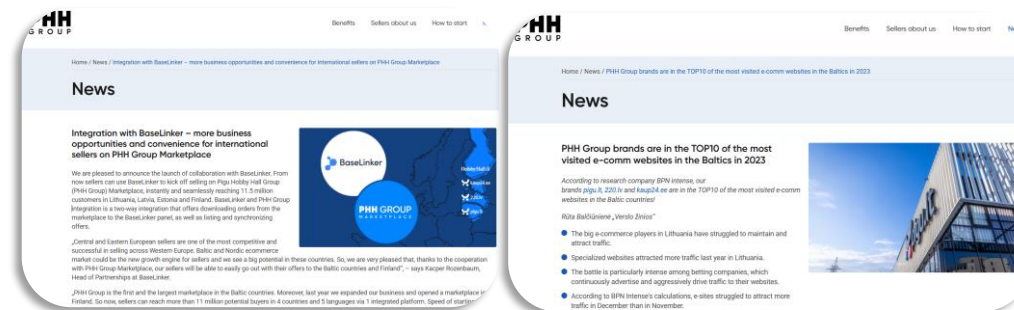 PHH
GROUP
Benefits Sellers about us How to start
Home / News / Integration with BaseLinker – more business opportunities and convenience for international sellers on PHH Group Marketplace
News
Integration with BaseLinker – more business
opportunities and convenience for international
sellers on PHH Group Marketplace
We are pleased to announce the launch of collaboration with BaseLinker. From
now sellers can use BaseLinker to kick off selling on Pigu Hobby Hall Group
(PHH Group) Marketplace, instantly and seamlessly reaching 11.5 million
customers in Lithuania, Latvia, Estonia and Finland. BaseLinker and PHH Group
integration is a two-way integration that offers downloading orders from the
marketplace to the BaseLinker panel, as well as listing and synchronizing
offers.
„Central and Eastern European sellers are one of the most competitive and
successful in selling across Western Europe. Baltic and Nordic ecommerce
market could be the new growth engine for sellers and we see a big potential in these countries. So, we are very pleased that, thanks to the cooperation
with PHH Group Marketplace, our sellers will be able to easily go out with their offers to the Baltic countries and Finland", – says Kacper Rozenbaum,
Head of Partnerships at BaseLinker.
„PHH Group is the first and the largest marketplace in the Baltic countries. Moreover, last year we expanded our business and opened a marketplace in
Finland. So now, sellers can reach more than 11 million potential buyers in 4 countries and 5 languages via 1 integrated platform. Speed of starting
BaseLinker
PHH GROUP
MARKETPLACE
hobbyhall.fi
kaup24.ee
220.lv
pigu.lt
PHH
GROUP
Benefits Sellers about us How to start
Home / News / PHH Group brands are in the TOP10 of the most visited e-comm websites in the Baltics in 2023
News
PHH Group brands are in the TOP10 of the most
visited e-comm websites in the Baltics in 2023
According to research company BPN intense, our
brands pigu.lt, 220.lv and kaup24.ee are in the TOP10 of the most visited e-comm
websites in the Baltic countries!
Rūta Balčiūnienė „Verslo žinios"
The big e-commerce players in Lithuania have struggled to maintain and
attract traffic.
Specialized websites attracted more traffic last year in Lithuania.
The battle is particularly intense among betting companies, which
continuously advertise and aggressively drive traffic to their websites.
According to BPN Intense's calculations, e-sites struggled to attract more
traffic in December than in November.
pigu.lt